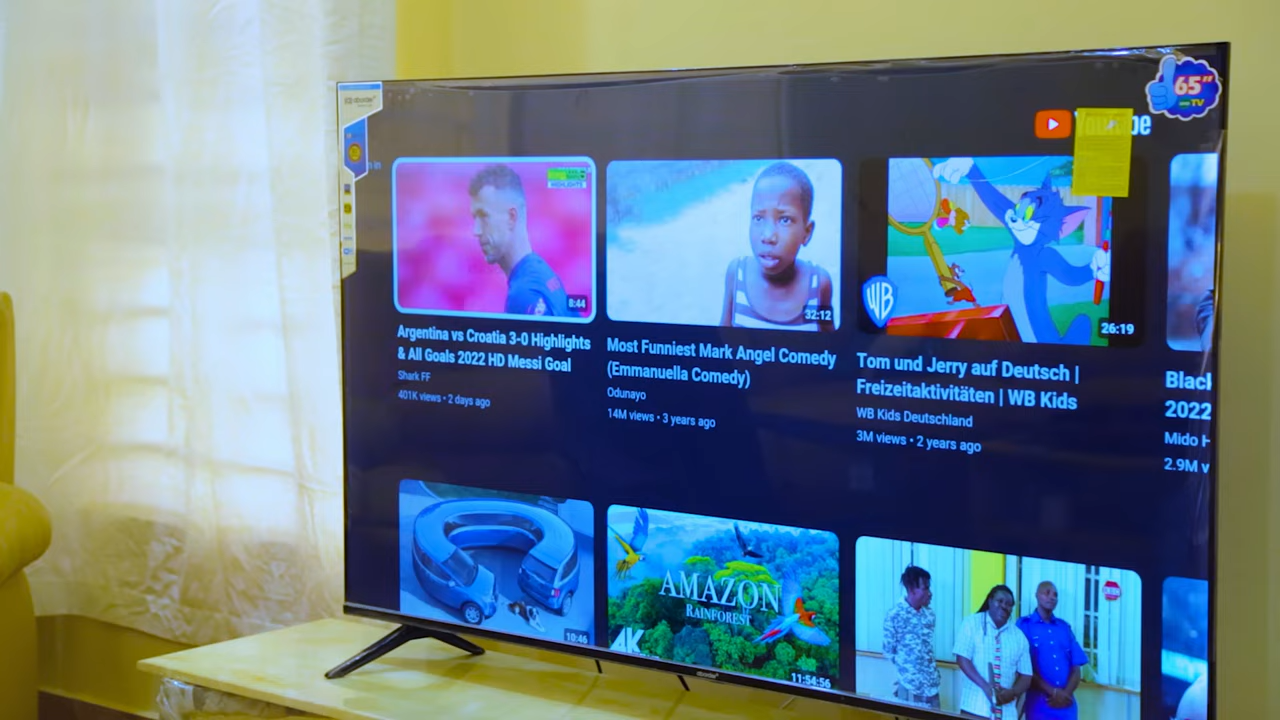 65"
TV
YouTube
HIGHLIGHTS
8:44
32:12
WB
26:19
Argentina vs Croatia 3-0 Highlights
& All Goals 2022 HD Messi Goal
Shark FF
401K views • 2 days ago
Most Funniest Mark Angel Comedy
(Emmanuella Comedy)
Odunayo
14M views • 3 years ago
Tom und Jerry auf Deutsch |
Freizeitaktivitäten | WB Kids
WB Kids Deutschland
3M views • 2 years ago
Black
2022
Mido
2.9M
10:46
AMAZON
RAINFOREST
4K
11:54:56